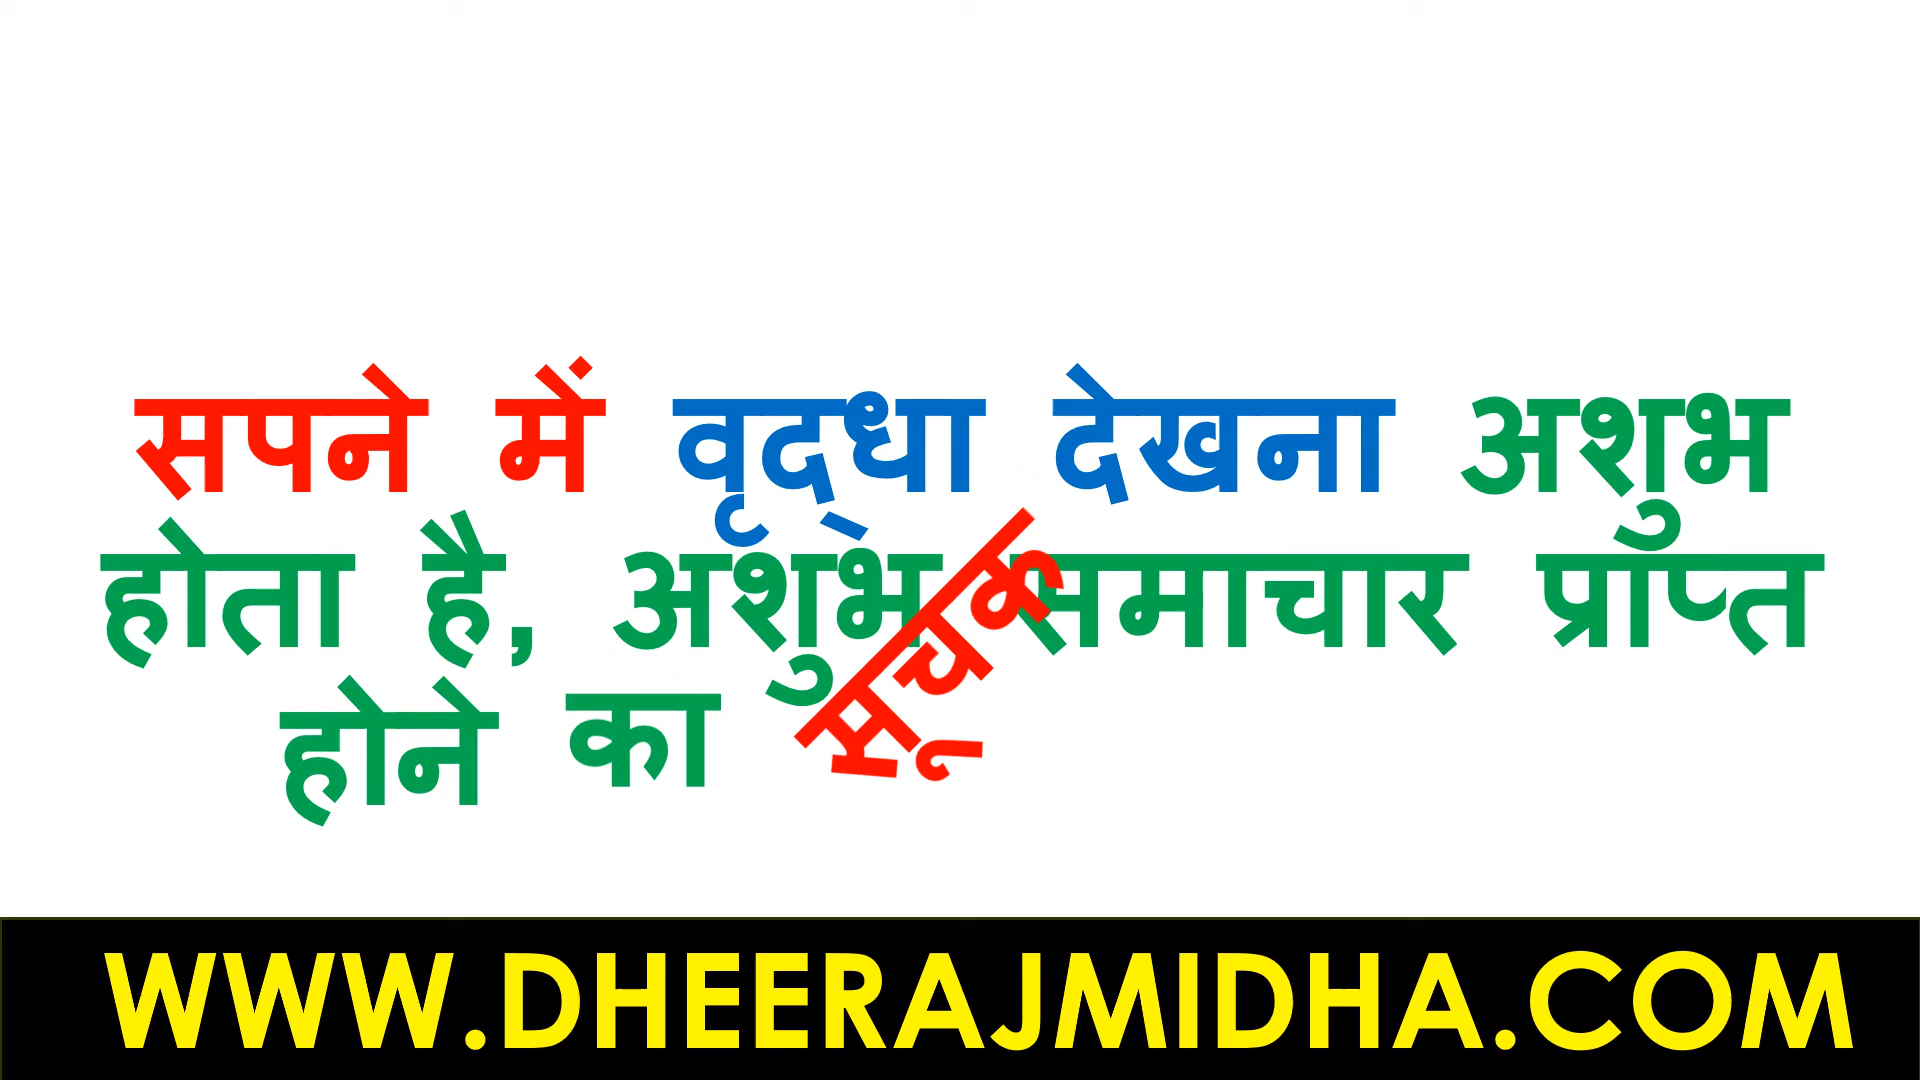 सपने में वृद्‌धा देखना अशुभ
होता है, अशुभ समाचार प्राप्त
होने का सूचक
WWW.DHEERAJMIDHA.COM